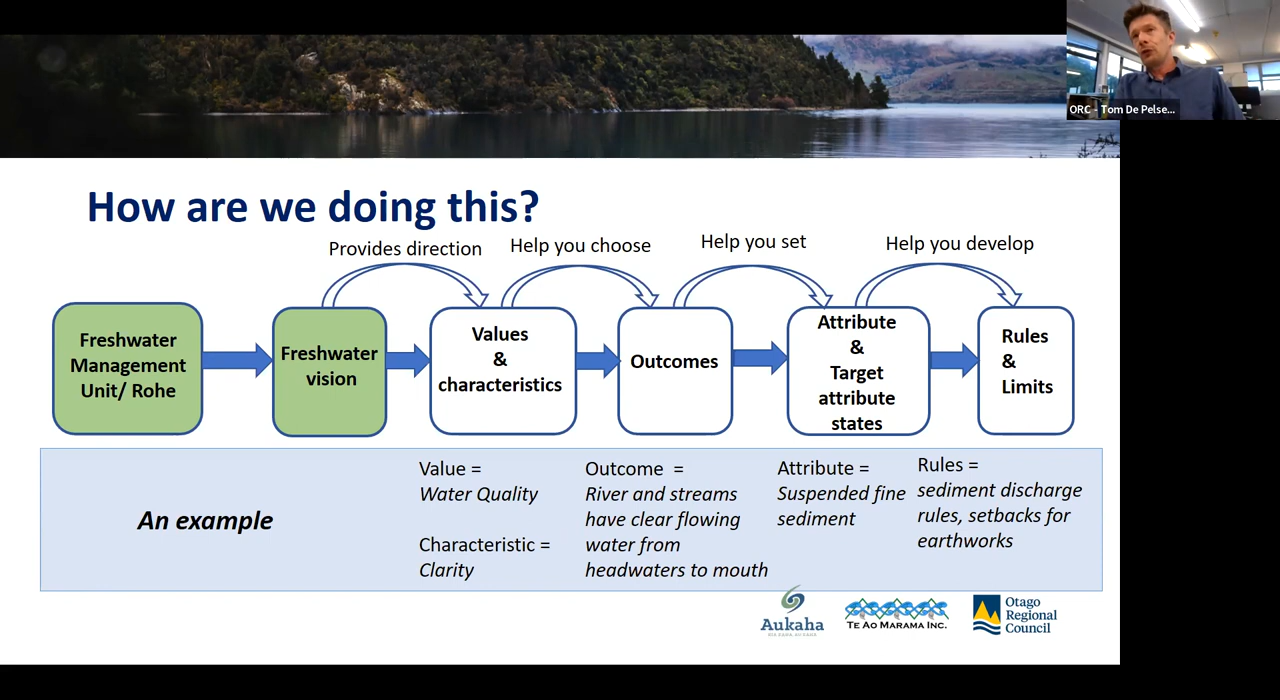 ORC - Tom De Pelse...
How are we doing this?
Provides direction
Help you choose
Help you set
Help you develop
Freshwater
Management
Unit/ Rohe
Freshwater
vision
Values
&
characteristics
Outcomes
Attribute
&
Target
attribute
states
Rules
&
Limits
An example
Value =
Water Quality
Characteristic =
Clarity
Outcome =
River and streams
have clear flowing
water from
headwaters to mouth
Attribute =
Suspended fine
sediment
Rules =
sediment discharge
rules, setbacks for
earthworks
Aukaha
TE AO MARAMA INC.
Otago
Regional
Council